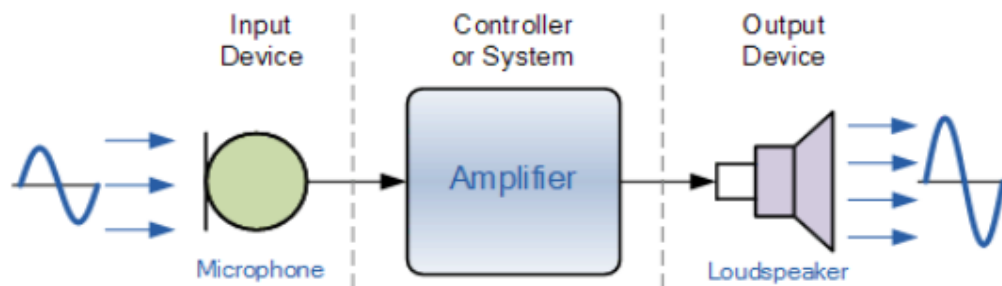 Input
Device
Controller
or System
Output
Device
Amplifier
Microphone
Loudspeaker